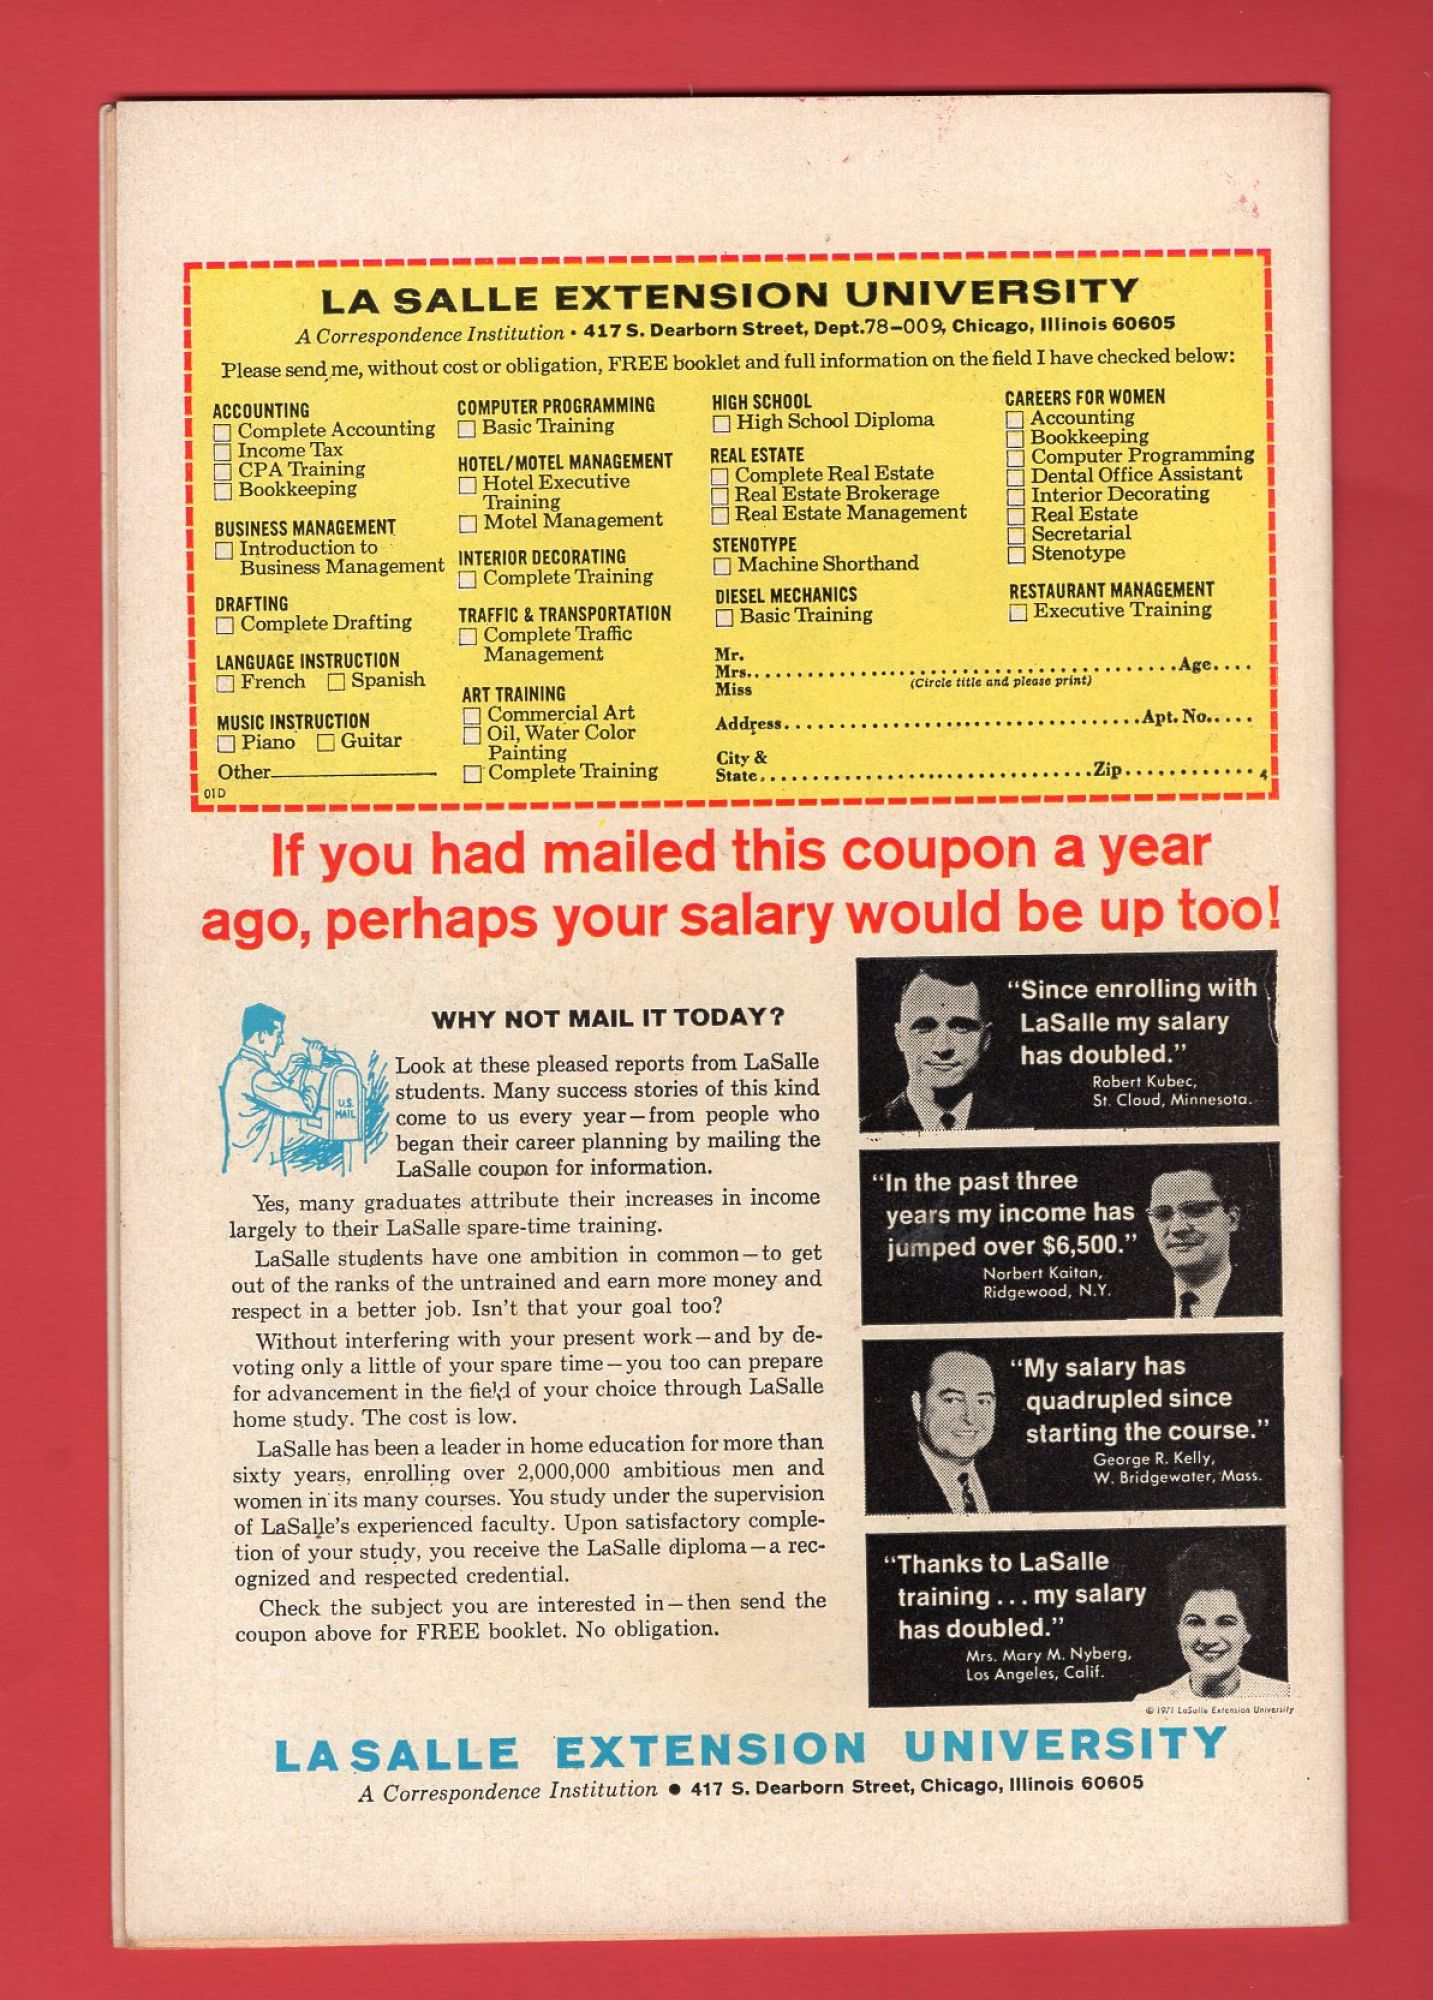 LA SALLE EXTENSION UNIVERSITY
A Correspondence Institution • 417 S. Dearborn Street, Dept.78-009, Chicago, Illinois 60605
Please send me, without cost or obligation, FREE booklet and full information on the field I have checked below:
ACCOUNTING
Complete Accounting
Income Tax
CPA Training
Bookkeeping
BUSINESS MANAGEMENT
Introduction to
Business Management
DRAFTING
Complete Drafting
LANGUAGE INSTRUCTION
French Spanish
MUSIC INSTRUCTION
Piano Guitar
Other
01D
COMPUTER PROGRAMMING
Basic Training
HOTEL/MOTEL MANAGEMENT
Hotel Executive
Training
Motel Management
INTERIOR DECORATING
Complete Training
TRAFFIC & TRANSPORTATION
Complete Traffic
Management
ART TRAINING
Commercial Art
Oil, Water Color
Painting
Complete Training
HIGH SCHOOL
High School Diploma
REAL ESTATE
Complete Real Estate
Real Estate Brokerage
Real Estate Management
STENOTYPE
Machine Shorthand
DIESEL MECHANICS
Basic Training
CAREERS FOR WOMEN
Accounting
Bookkeeping
Computer Programming
Dental Office Assistant
Interior Decorating
Real Estate
Secretarial
Stenotype
RESTAURANT MANAGEMENT
Executive Training
Mr.
Mrs. Age
Miss (Circle title and please print)
Address Apt. No.
City &
State Zip 4
If you had mailed this coupon a year
ago, perhaps your salary would be up too!
WHY NOT MAIL IT TODAY?
U.S.
MAIL
Look at these pleased reports from LaSalle
students. Many success stories of this kind
come to us every year—from people who
began their career planning by mailing the
LaSalle coupon for information.
Yes, many graduates attribute their increases in income
largely to their LaSalle spare-time training.
LaSalle students have one ambition in common—to get
out of the ranks of the untrained and earn more money and
respect in a better job. Isn't that your goal too?
Without interfering with your present work—and by de-
voting only a little of your spare time—you too can prepare
for advancement in the field of your choice through LaSalle
home study. The cost is low.
LaSalle has been a leader in home education for more than
sixty years, enrolling over 2,000,000 ambitious men and
women in its many courses. You study under the supervision
of LaSalle's experienced faculty. Upon satisfactory comple-
tion of your study, you receive the LaSalle diploma—a rec-
ognized and respected credential.
Check the subject you are interested in—then send the
coupon above for FREE booklet. No obligation.
"Since enrolling with
LaSalle my salary
has doubled."
Robert Kubec,
St. Cloud, Minnesota.
"In the past three
years my income has
jumped over $6,500."
Norbert Kaitan,
Ridgewood, N.Y.
"My salary has
quadrupled since
starting the course."
George R. Kelly,
W. Bridgewater, Mass.
"Thanks to LaSalle
training . . . my salary
has doubled."
Mrs. Mary M. Nyberg,
Los Angeles, Calif.
© 1971 LaSalle Extension University
LASALLE EXTENSION UNIVERSITY
A Correspondence Institution ● 417 S. Dearborn Street, Chicago, Illinois 60605